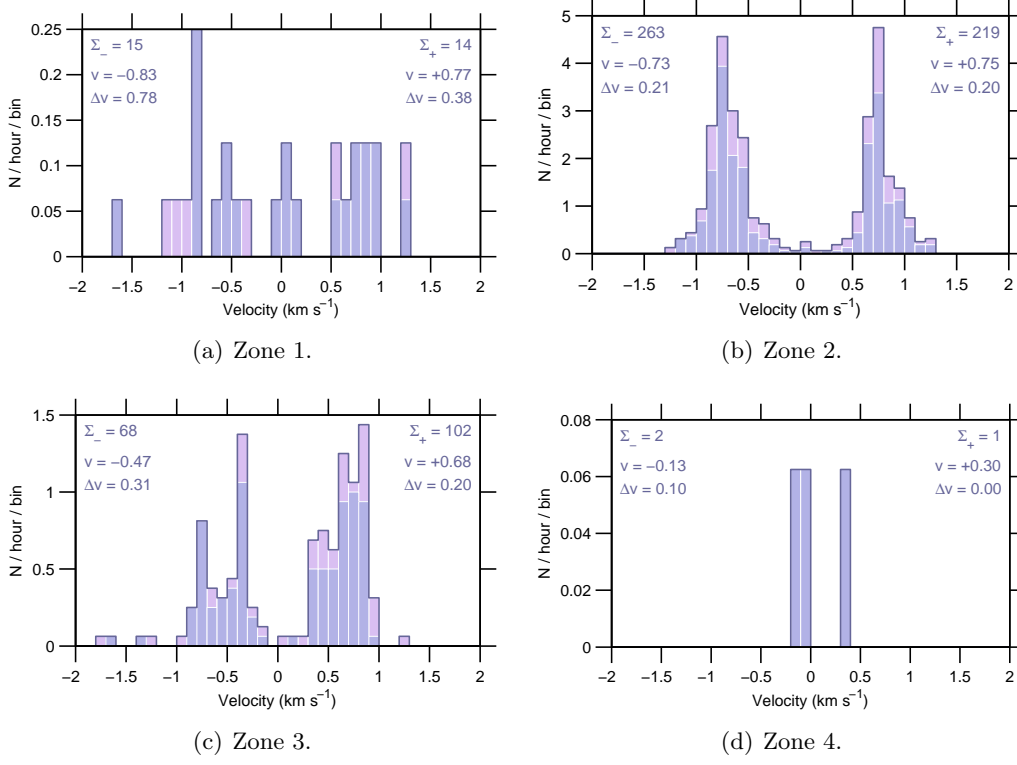 0.25
0.2
0.15
0.1
0.05
0
N / hour / bin
Σ− = 15
v = −0.83
Δv = 0.78
Σ+ = 14
v = +0.77
Δv = 0.38
−2 −1.5 −1 −0.5 0 0.5 1 1.5 2
Velocity (km s−1)
(a) Zone 1.
5
4
3
2
1
0
N / hour / bin
Σ− = 263
v = −0.73
Δv = 0.21
Σ+ = 219
v = +0.75
Δv = 0.20
−2 −1.5 −1 −0.5 0 0.5 1 1.5 2
Velocity (km s−1)
(b) Zone 2.
1.5
1
0.5
0
N / hour / bin
Σ− = 68
v = −0.47
Δv = 0.31
Σ+ = 102
v = +0.68
Δv = 0.20
−2 −1.5 −1 −0.5 0 0.5 1 1.5 2
Velocity (km s−1)
(c) Zone 3.
0.08
0.06
0.04
0.02
0
N / hour / bin
Σ− = 2
v = −0.13
Δv = 0.10
Σ+ = 1
v = +0.30
Δv = 0.00
−2 −1.5 −1 −0.5 0 0.5 1 1.5 2
Velocity (km s−1)
(d) Zone 4.